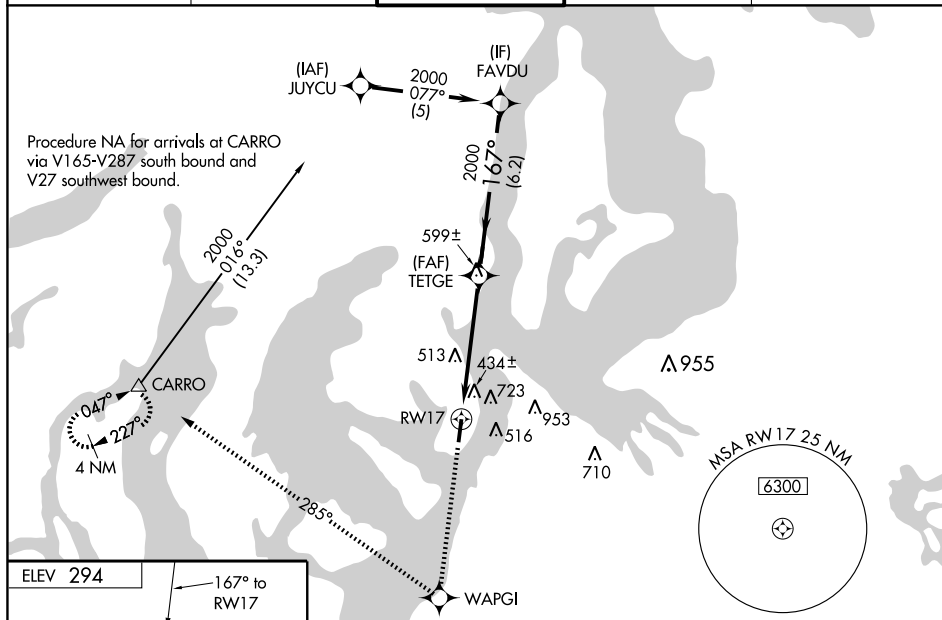 (IAF)
JUYCU
2000
077°
(5)
(IF)
FAVDU
Procedure NA for arrivals at CARRO
via V165-V287 south bound and
V27 southwest bound.
2000
016°
(13.3)
2000
167°
(6.2)
599±
(FAF)
TETGE
513
434±
723
955
953
516
710
RW17
CARRO
047°
227°
4 NM
285°
MSA RW17 25 NM
6300
WAPGI
ELEV 294
167° to
RW17